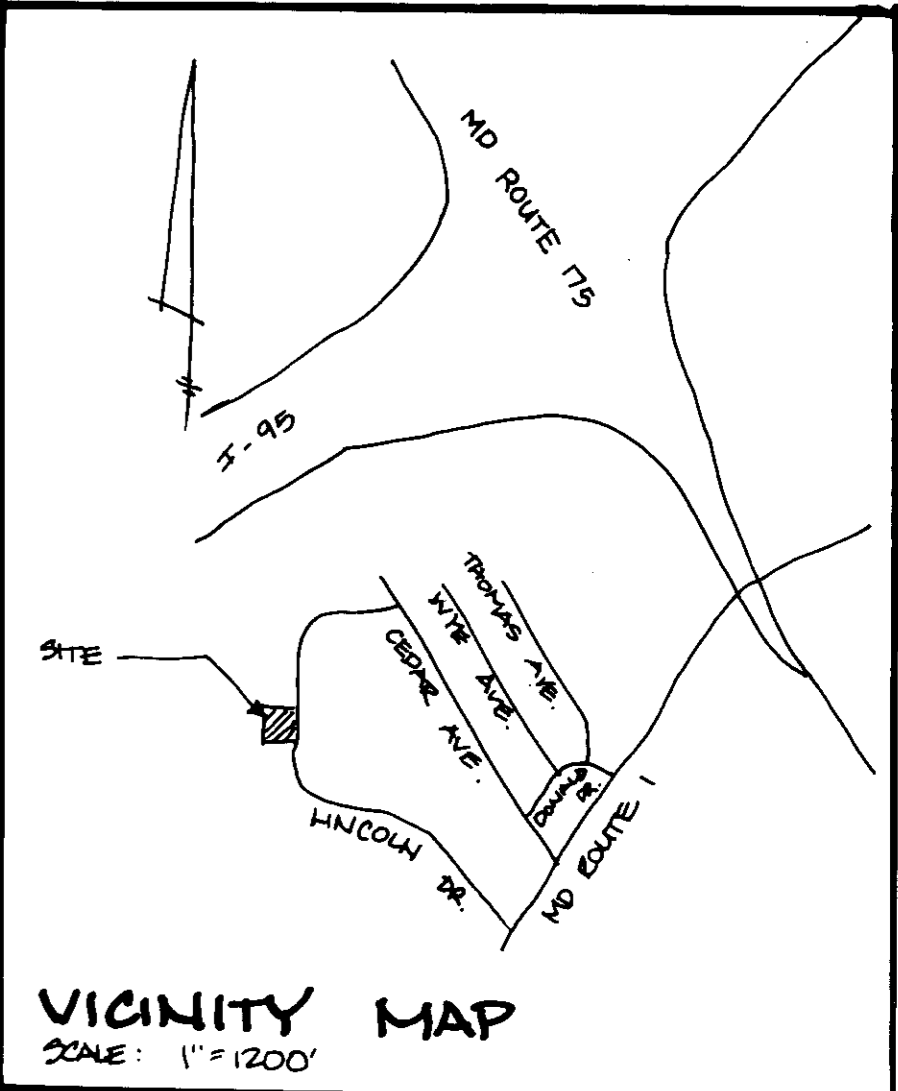 MD ROUTE 175
I-95
THOMAS AVE.
WYE AVE.
CEDAR AVE.
SITE
DONALD DR.
LINCOLN DR.
MD ROUTE 1
VICINITY MAP
SCALE: 1" = 1200'